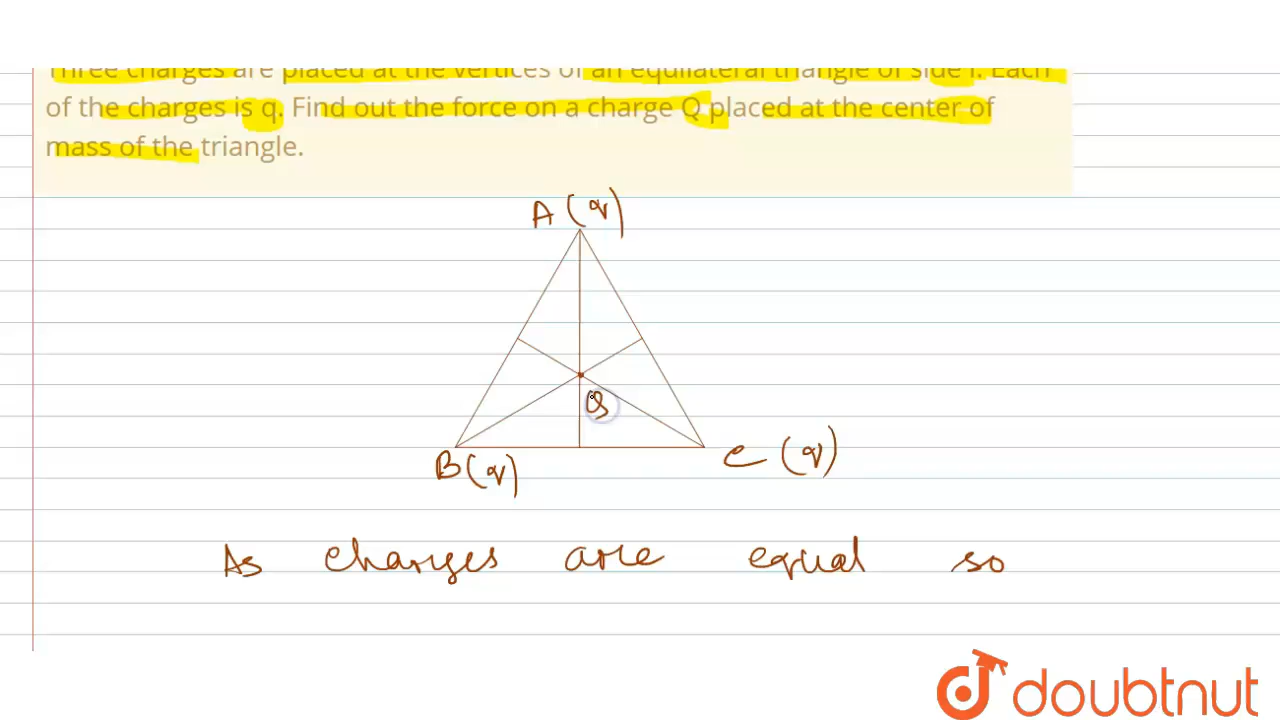 Three charges are placed at the vertices of an equilateral triangle of side l. Each
of the charges is q. Find out the force on a charge Q placed at the center of
mass of the triangle.
A (q)
Q
B (q)
C (q)
As charges are equal so
doubtnut